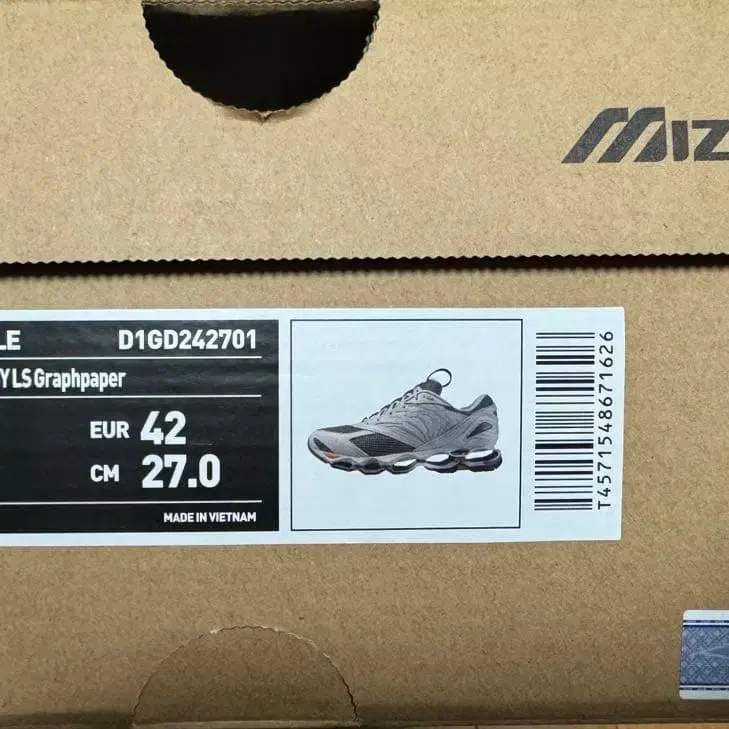 MIZ
LE D1GD242701
Y LS Graphpaper
EUR 42
CM 27.0
MADE IN VIETNAM
T4571548671626